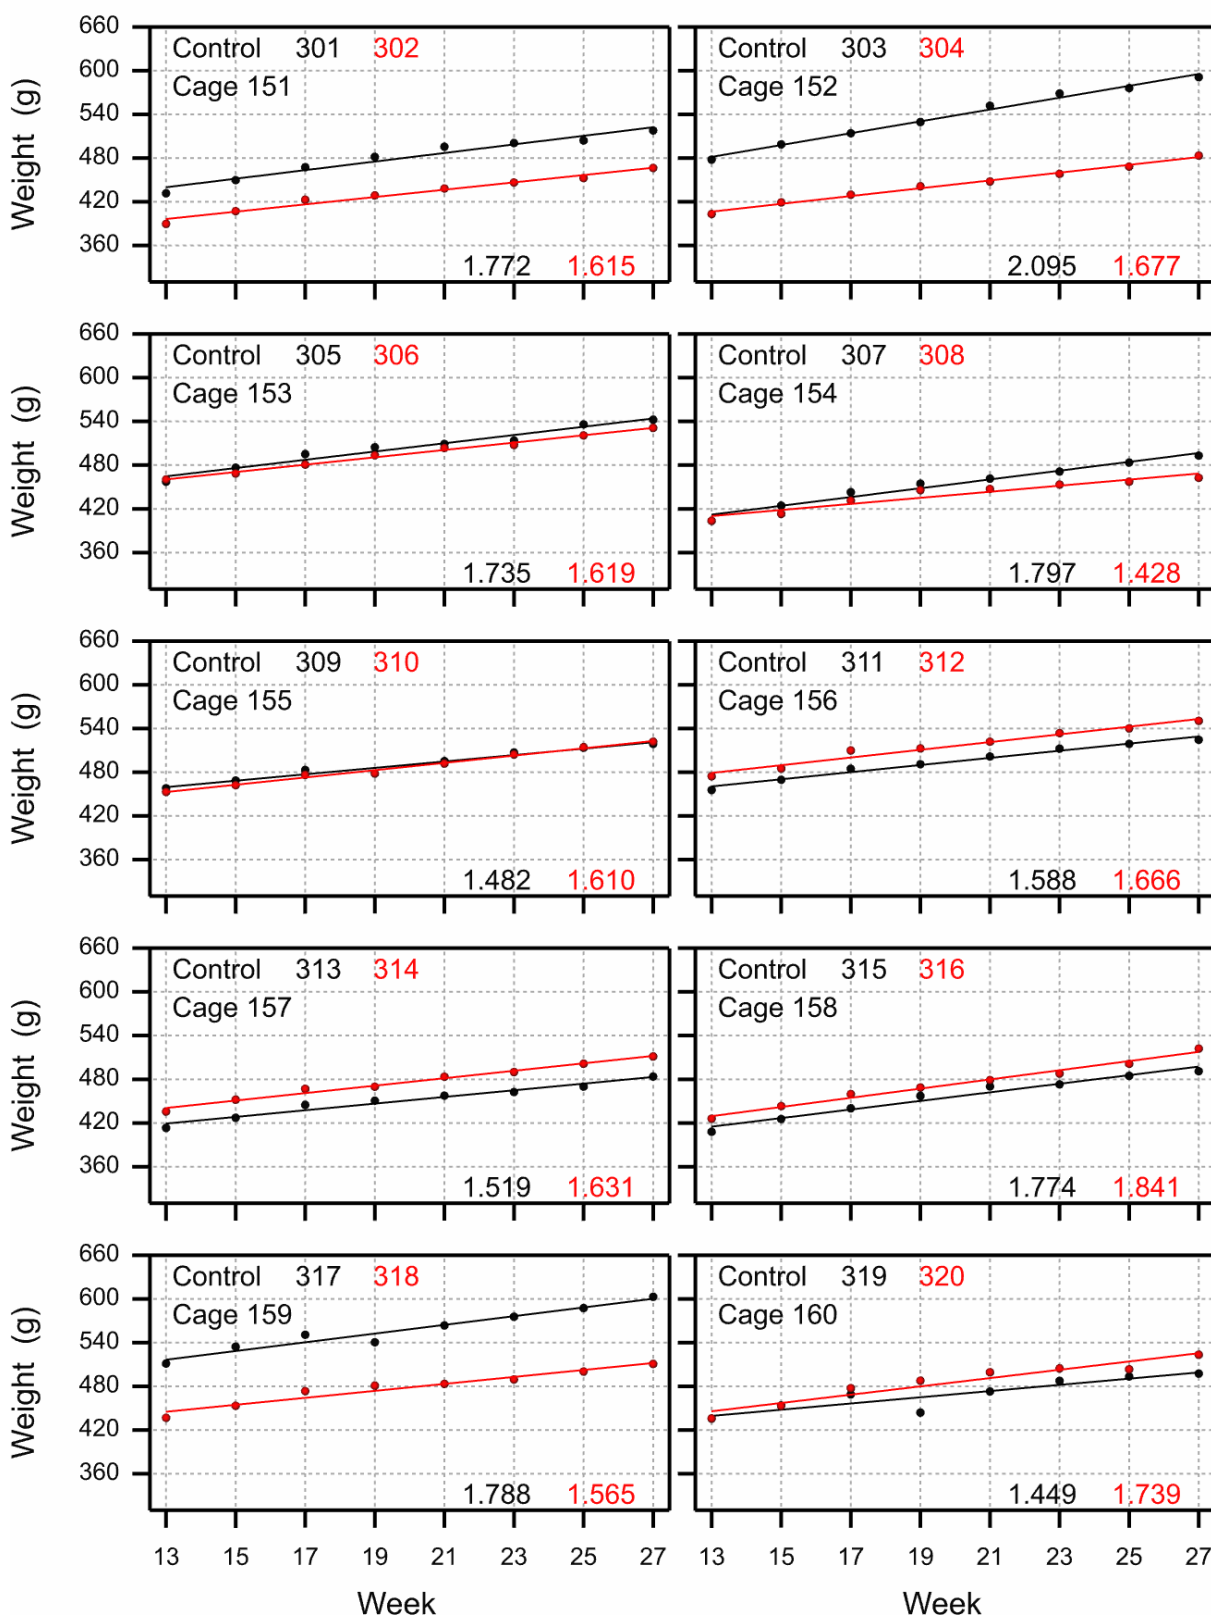 660
600
540
480
420
360
Weight (g)
Control 301 302
Cage 151
1.772 1.615
Control 303 304
Cage 152
2.095 1.677
660
600
540
480
420
360
Weight (g)
Control 305 306
Cage 153
1.735 1.619
Control 307 308
Cage 154
1.797 1.428
660
600
540
480
420
360
Weight (g)
Control 309 310
Cage 155
1.482 1.610
Control 311 312
Cage 156
1.588 1.666
660
600
540
480
420
360
Weight (g)
Control 313 314
Cage 157
1.519 1.631
Control 315 316
Cage 158
1.774 1.841
660
600
540
480
420
360
Weight (g)
Control 317 318
Cage 159
1.788 1.565
Control 319 320
Cage 160
1.449 1.739
13 15 17 19 21 23 25 27
13 15 17 19 21 23 25 27
Week
Week